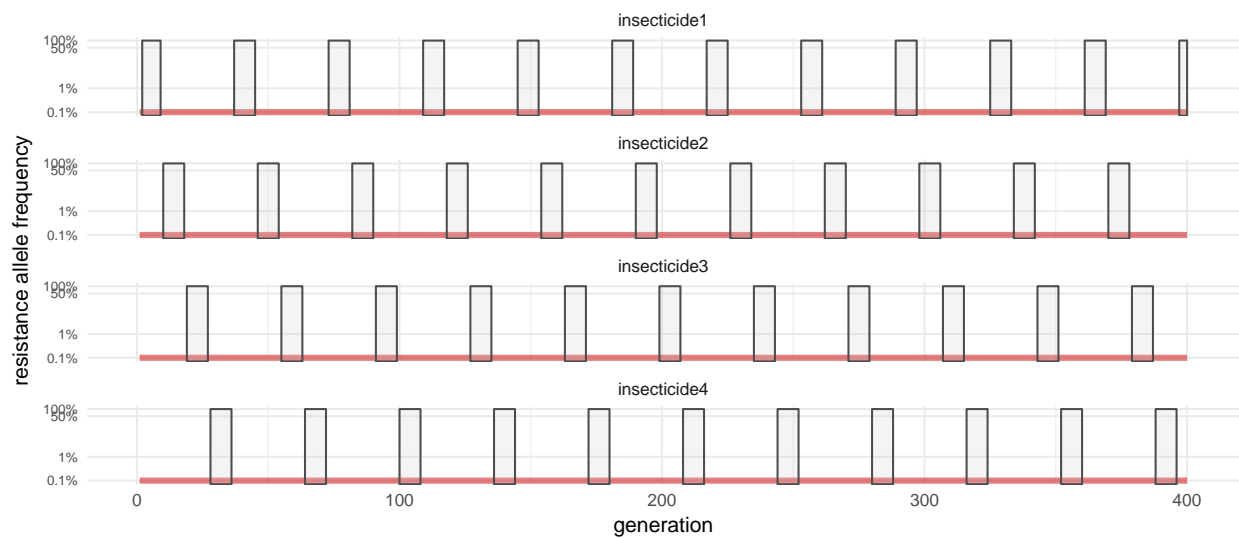 insecticide1
100%
50%
1%
0.1%
insecticide2
100%
50%
1%
0.1%
insecticide3
100%
50%
1%
0.1%
insecticide4
100%
50%
1%
0.1%
0 100 200 300 400
generation
resistance allele frequency